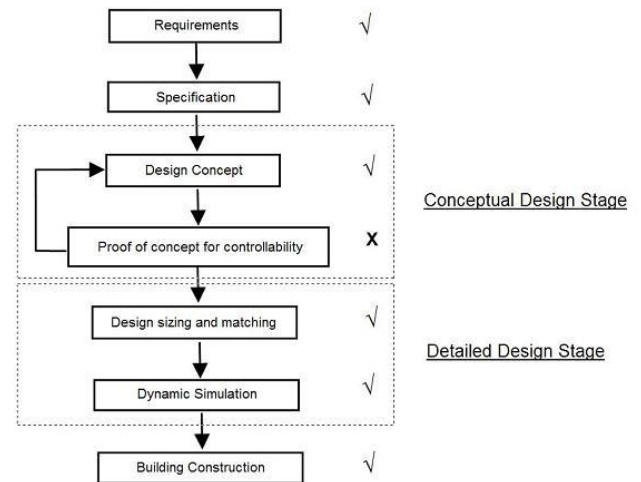 Requirements √
Specification √
Design Concept √
Conceptual Design Stage
Proof of concept for controllability X
Design sizing and matching √
Detailed Design Stage
Dynamic Simulation √
Building Construction √